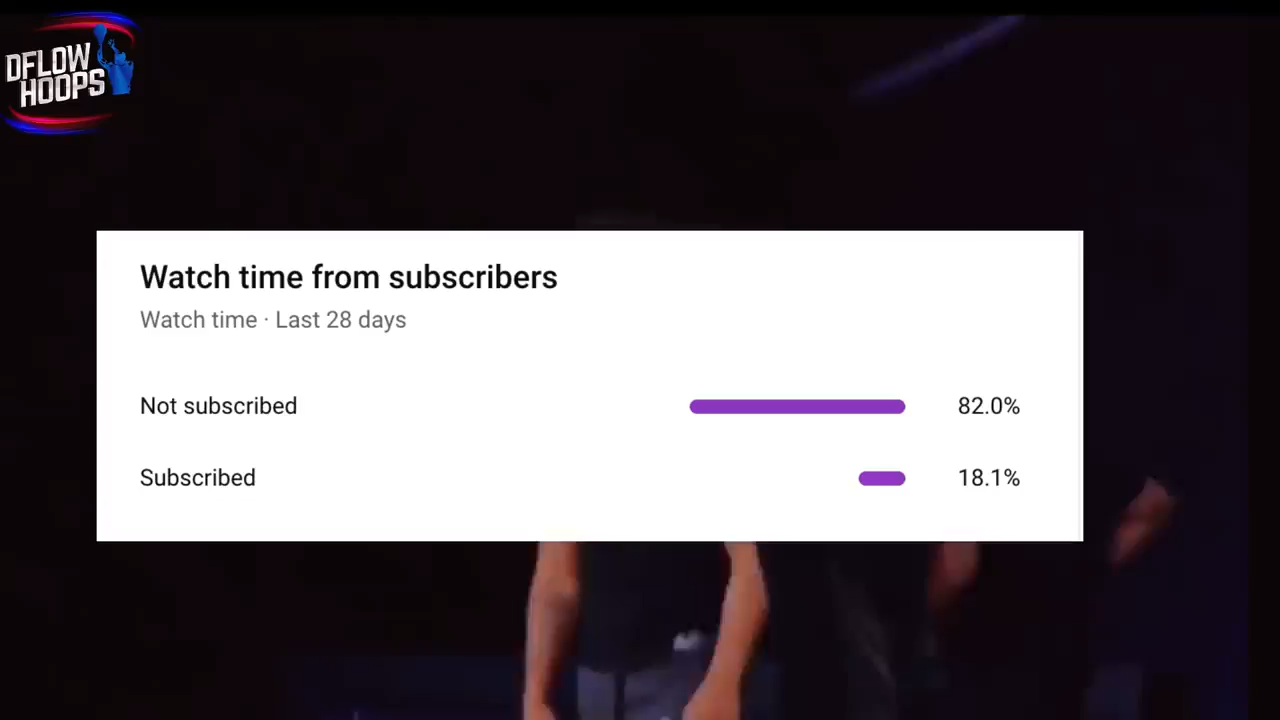 DFLOW
HOOPS
Watch time from subscribers
Watch time · Last 28 days
Not subscribed 82.0%
Subscribed 18.1%